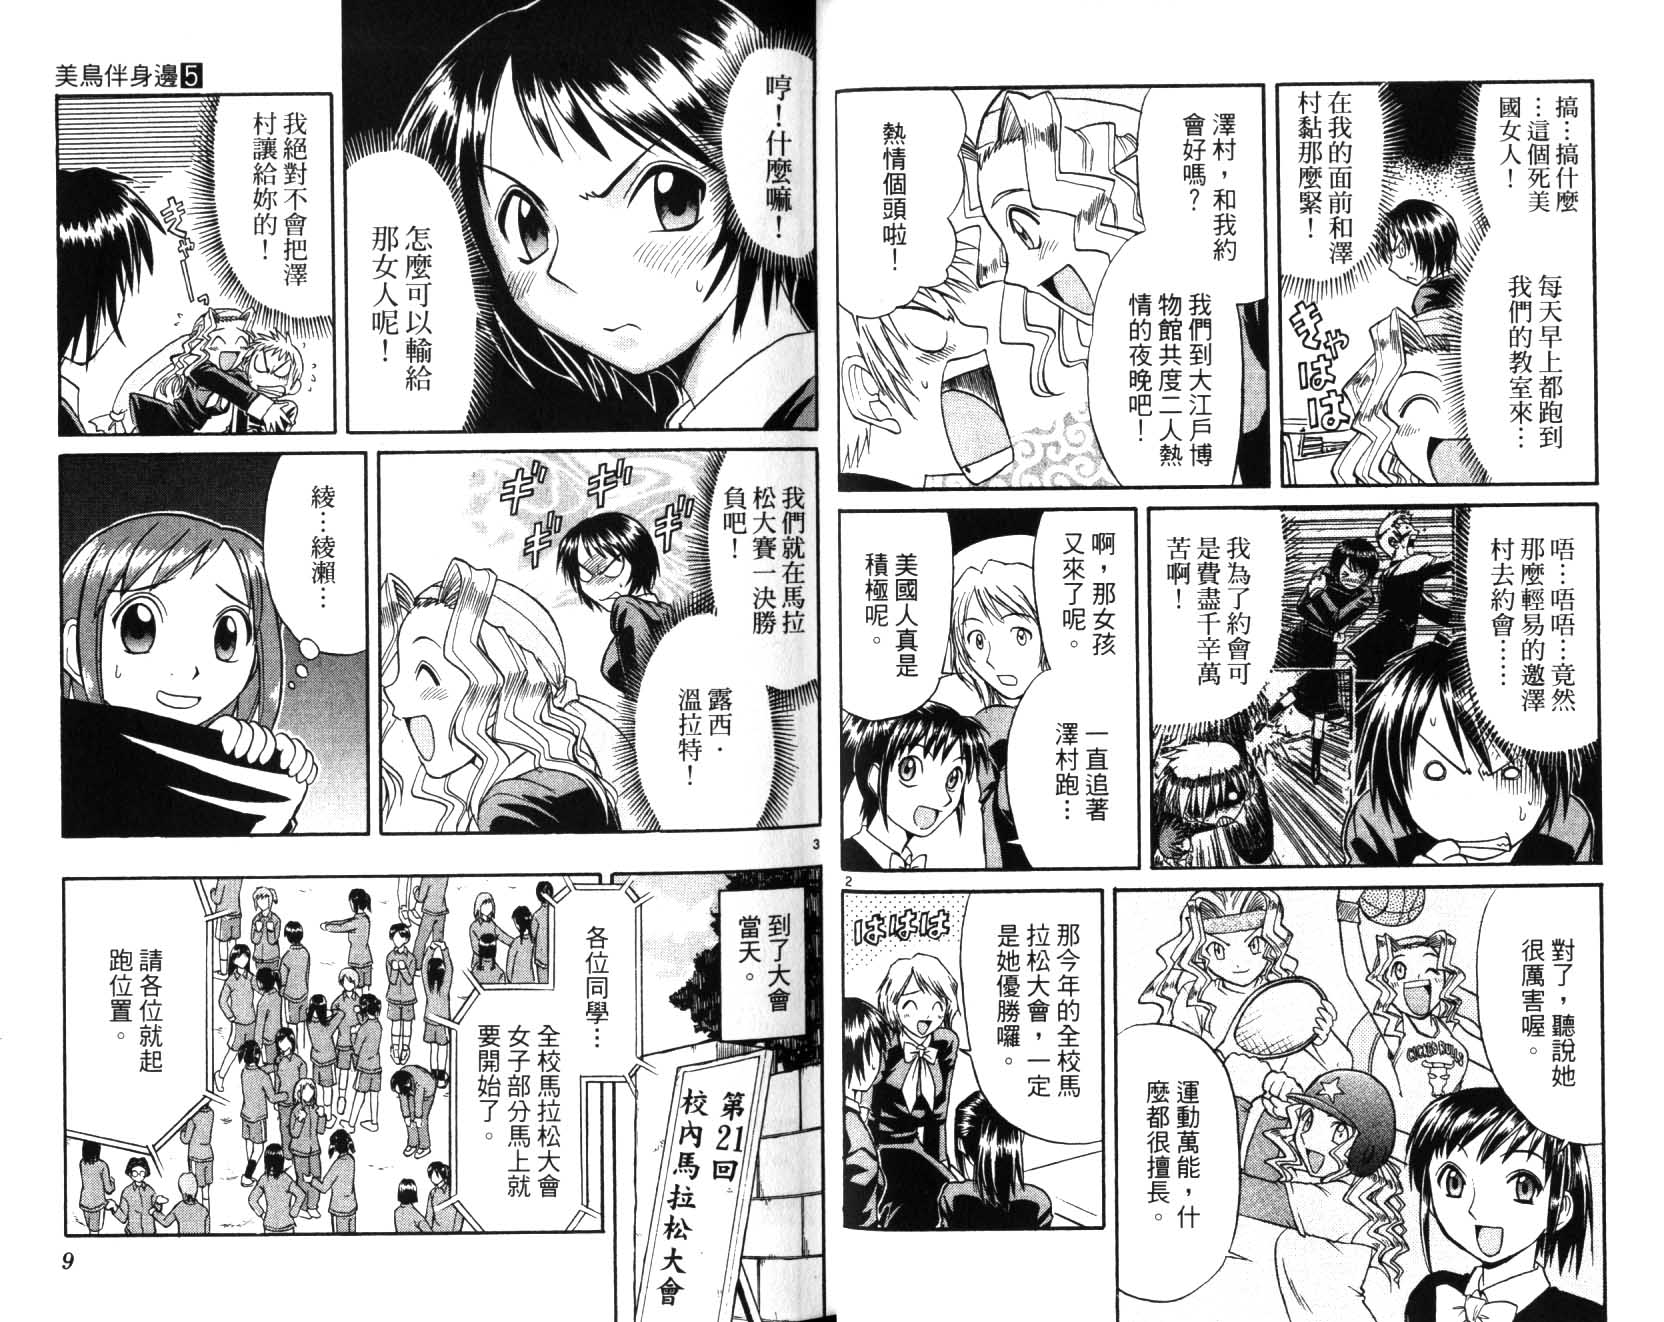 搞…搞什麼
…這個死美
國女人！
每天早上都跑到
我們的教室來…
在我的面前和澤
村黏那麼緊！
きゃ
はは
澤村，和我約
會好嗎？
我們到大江戶博
物館共度二人熱
情的夜晚吧！
熱情個頭啦！
唔…唔唔…竟然
那麼輕易的邀澤
村去約會……
我為了約會可
是費盡千辛萬
苦啊！
啊，那女孩
又來了呢。
一直追著
澤村跑…
美國人真是
積極呢。
對了，聽說她
很厲害喔。
運動萬能，什
麼都很擅長。
那今年的全校馬
拉松大會，一定
是她優勝囉。
ははは
2
美鳥伴身邊5
哼！什麼嘛！
怎麼可以輸給
那女人呢！
我絕對不會把澤
村讓給妳的！
きゃー
我們就在馬拉
松大賽一決勝
負吧！
露西．
溫拉特！
ギ
ギ
ギ
綾…綾瀨…
3
到了大會
當天。
第21回
校內馬拉松大會
各位同學…
全校馬拉松大會
女子部分馬上就
要開始了。
請各位就起
跑位置。
9